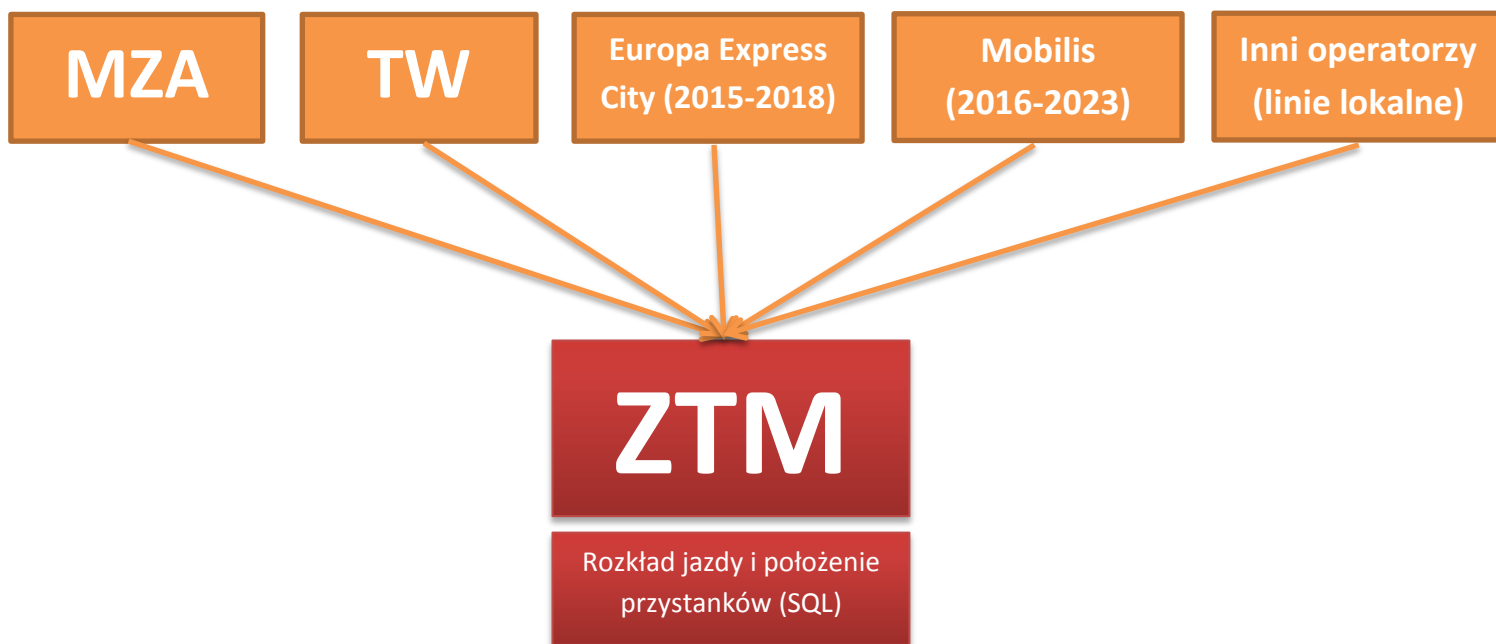 MZA
TW
Europa Express
City (2015-2018)
Mobilis
(2016-2023)
Inni operatorzy
(linie lokalne)
ZTM
Rozkład jazdy i położenie
przystanków (SQL)